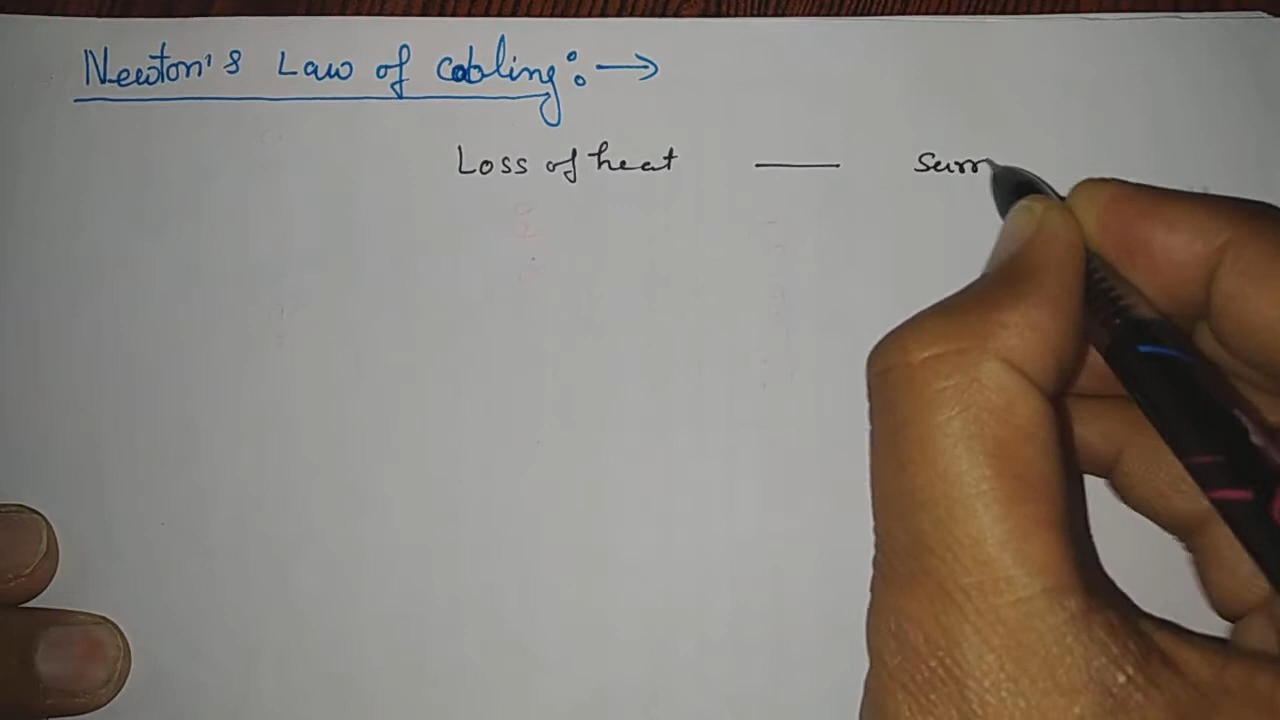 Newton's Law of Cooling:→
Loss of heat — Surr